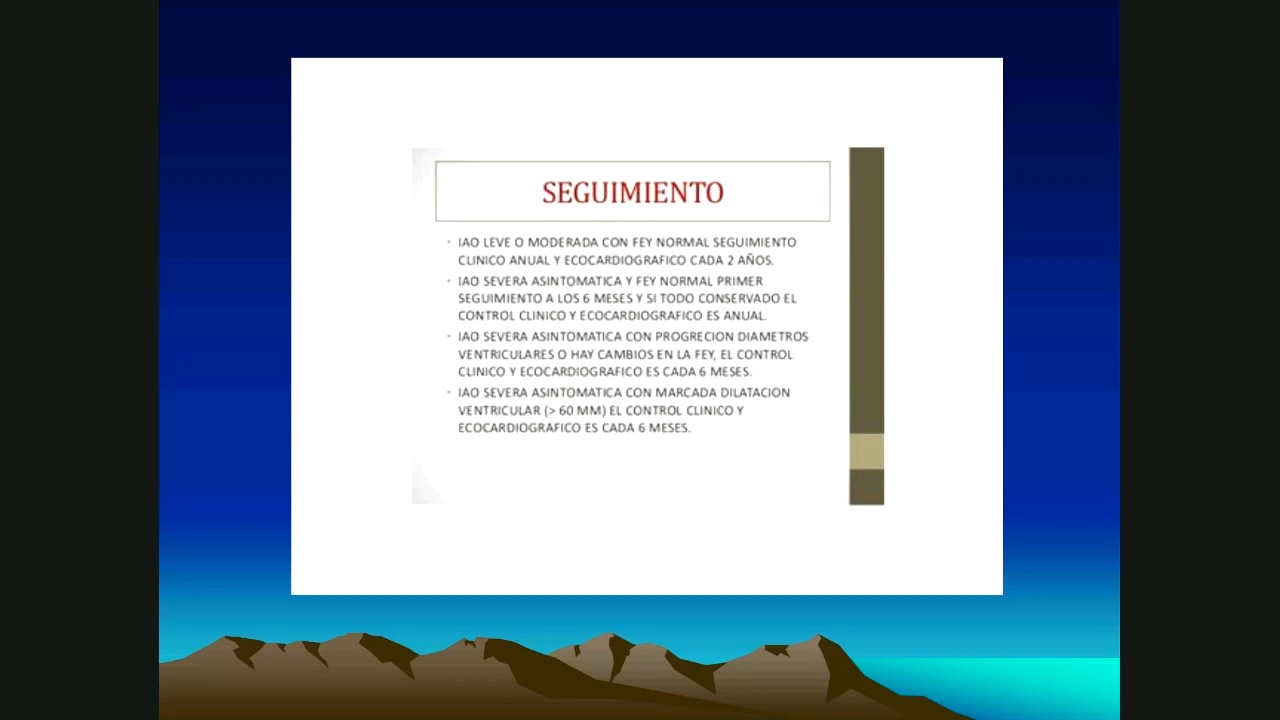 SEGUIMIENTO
• IAO LEVE O MODERADA CON FEY NORMAL SEGUIMIENTO
CLINICO ANUAL Y ECOCARDIOGRAFICO CADA 2 AÑOS.
• IAO SEVERA ASINTOMATICA Y FEY NORMAL PRIMER
SEGUIMIENTO A LOS 6 MESES Y SI TODO CONSERVADO EL
CONTROL CLINICO Y ECOCARDIOGRAFICO ES ANUAL.
• IAO SEVERA ASINTOMATICA CON PROGRECION DIAMETROS
VENTRICULARES O HAY CAMBIOS EN LA FEY, EL CONTROL
CLINICO Y ECOCARDIOGRAFICO ES CADA 6 MESES.
• IAO SEVERA ASINTOMATICA CON MARCADA DILATACION
VENTRICULAR (> 60 MM) EL CONTROL CLINICO Y
ECOCARDIOGRAFICO ES CADA 6 MESES.